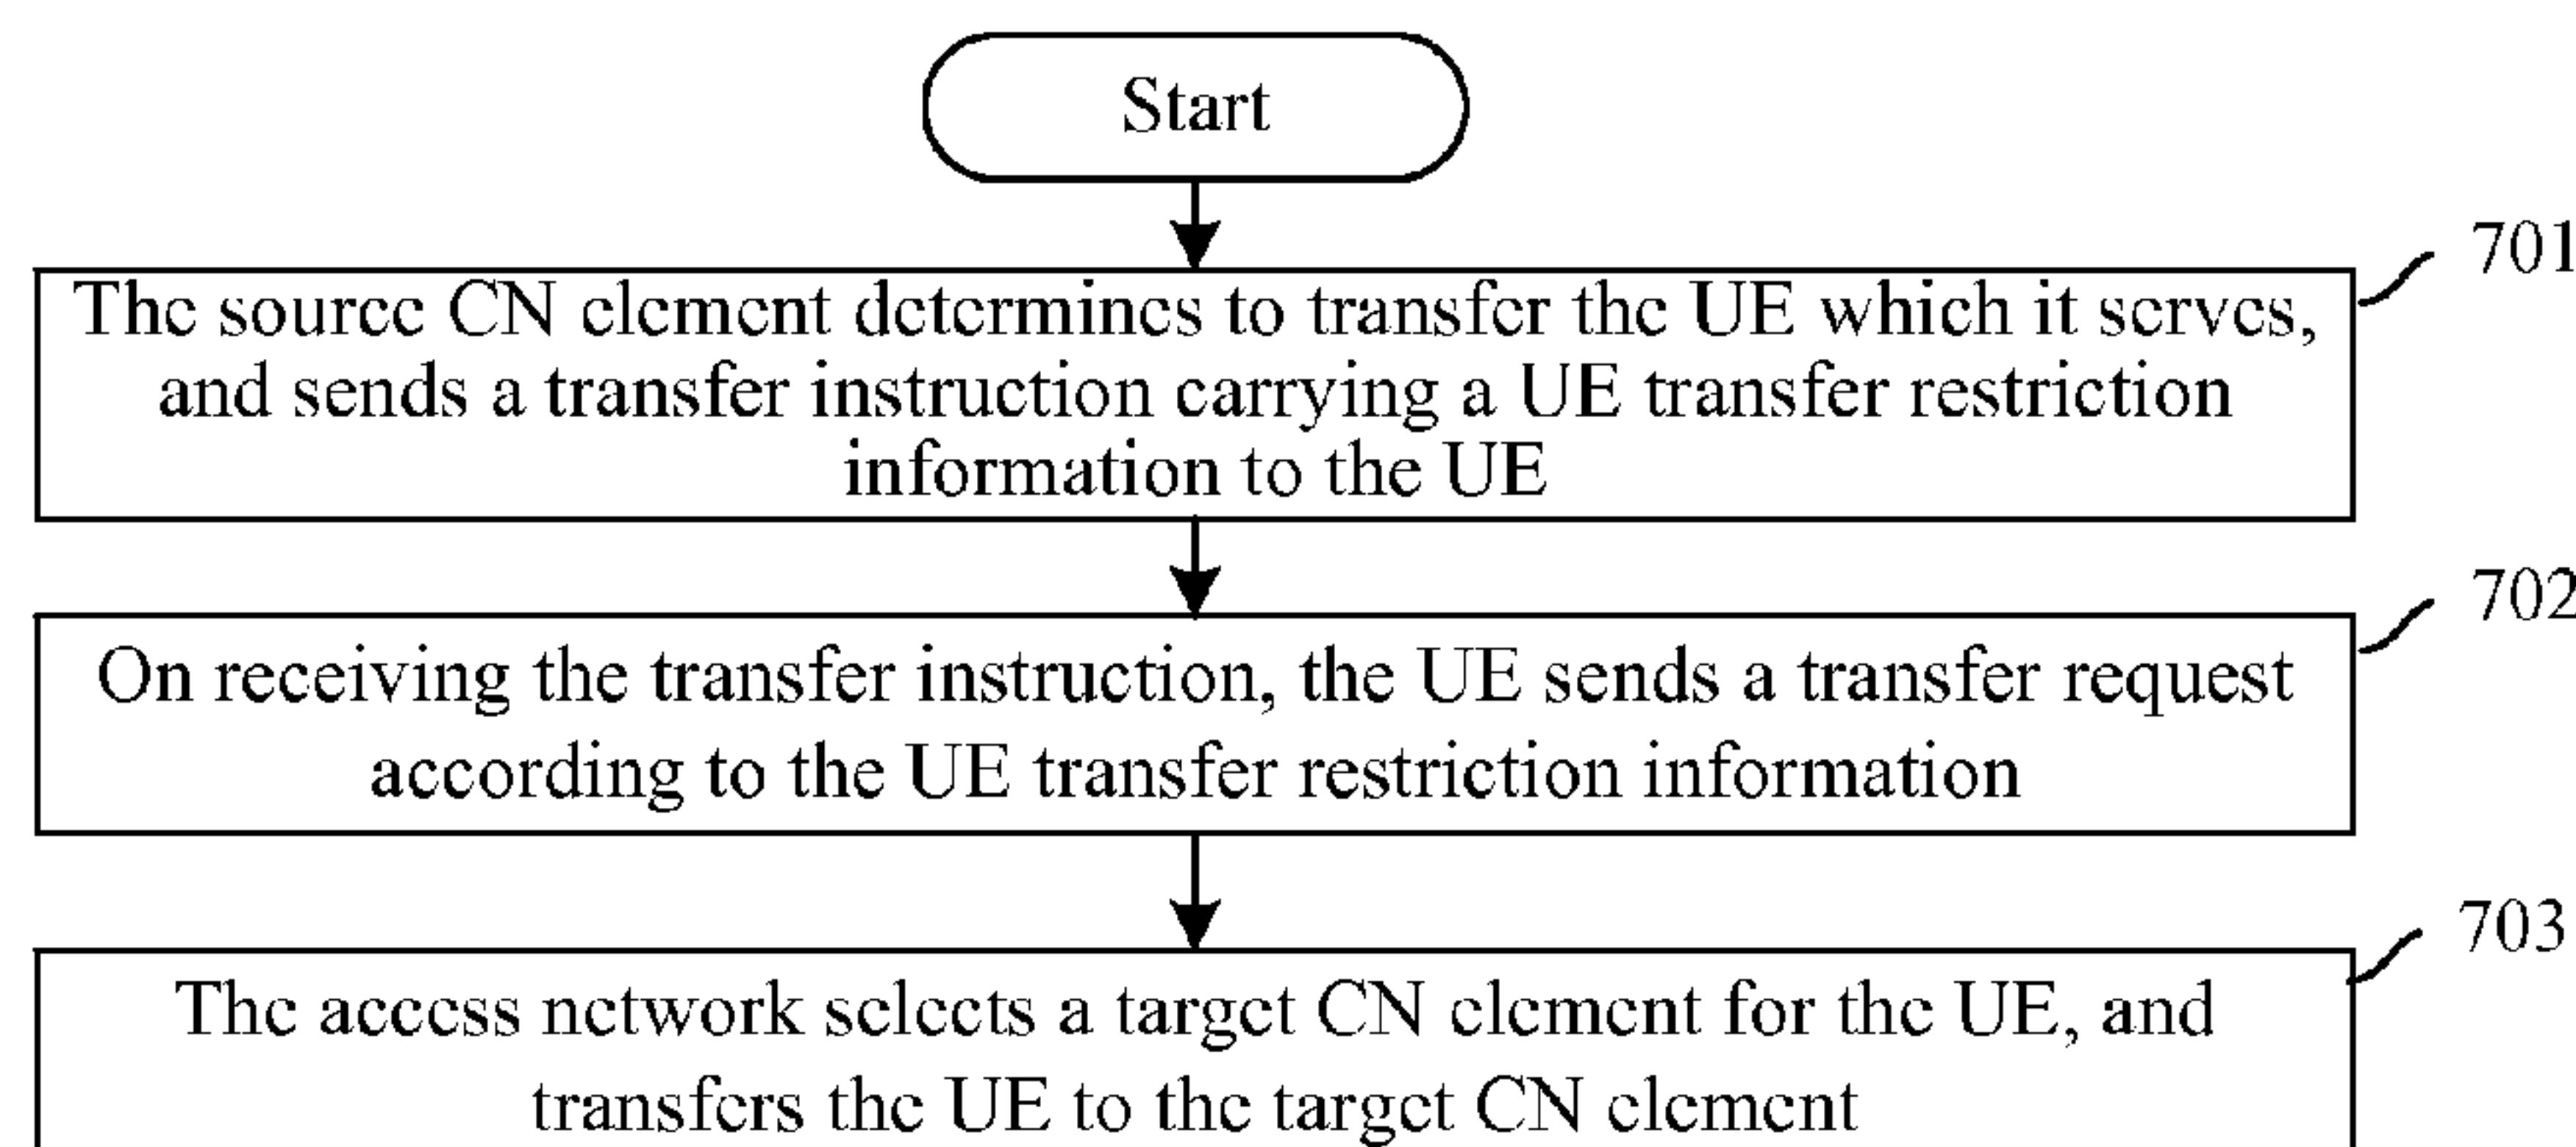 Start
701
The source CN element determines to transfer the UE which it serves,
and sends a transfer instruction carrying a UE transfer restriction
information to the UE
702
On receiving the transfer instruction, the UE sends a transfer request
according to the UE transfer restriction information
703
The access network selects a target CN element for the UE, and
transfers the UE to the target CN element